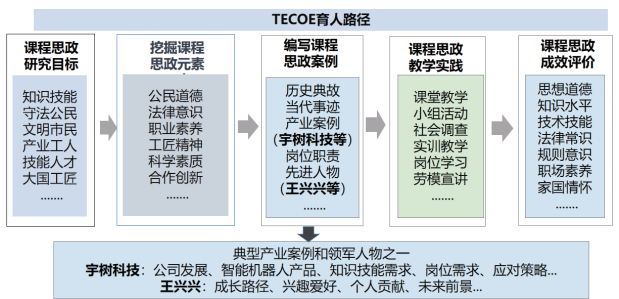 TECOE育人路径
课程思政
研究目标
知识技能
守法公民
文明市民
产业工人
技能人才
大国工匠
.......
挖掘课程
思政元素
公民道德
法律意识
职业素养
工匠精神
科学素质
合作创新
.......
编写课程
思政案例
历史典故
当代事迹
产业案例
（宇树科技等）
岗位职责
先进人物
（王兴兴等）
.......
课程思政
教学实践
课堂教学
小组活动
社会调查
实训教学
岗位学习
劳模宣讲
.......
课程思政
成效评价
思想道德
知识水平
技术技能
法律常识
规则意识
职场素养
家国情怀
.......
典型产业案例和领军人物之一
宇树科技：公司发展、智能机器人产品、知识技能需求、岗位需求、应对策略...
王兴兴：成长路径、兴趣爱好、个人贡献、未来前景...